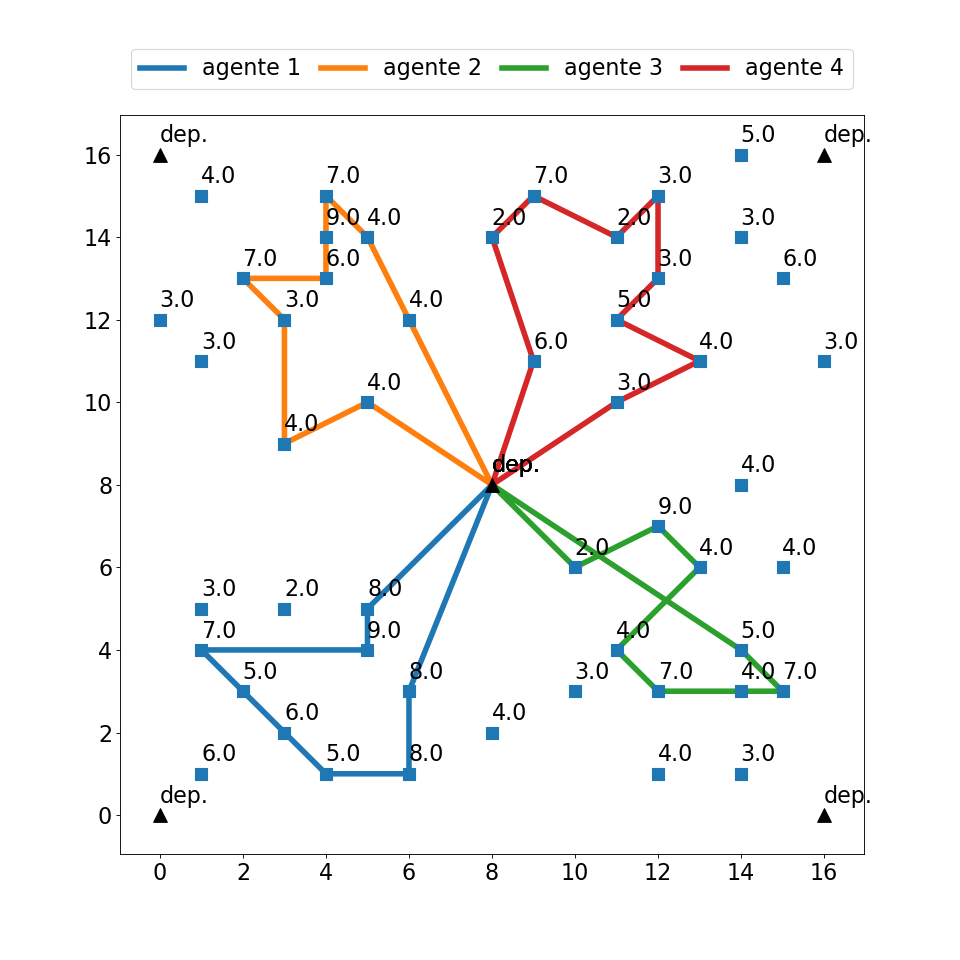 agente 1 agente 2 agente 3 agente 4
dep. 5.0 dep.
16
4.0 7.0 7.0 3.0
9.0 4.0 2.0 2.0 3.0
14
7.0 6.0 3.0 6.0
3.0 3.0 4.0 5.0
12
3.0 6.0 4.0 3.0
4.0 3.0
10
4.0
dep. 4.0
8
9.0
2.0 4.0 4.0
6
3.0 2.0 8.0
7.0 9.0 4.0 5.0
4
5.0 8.0 3.0 7.0 4.0 7.0
6.0 4.0
2
6.0 5.0 8.0 4.0 3.0
dep. dep.
0
0 2 4 6 8 10 12 14 16